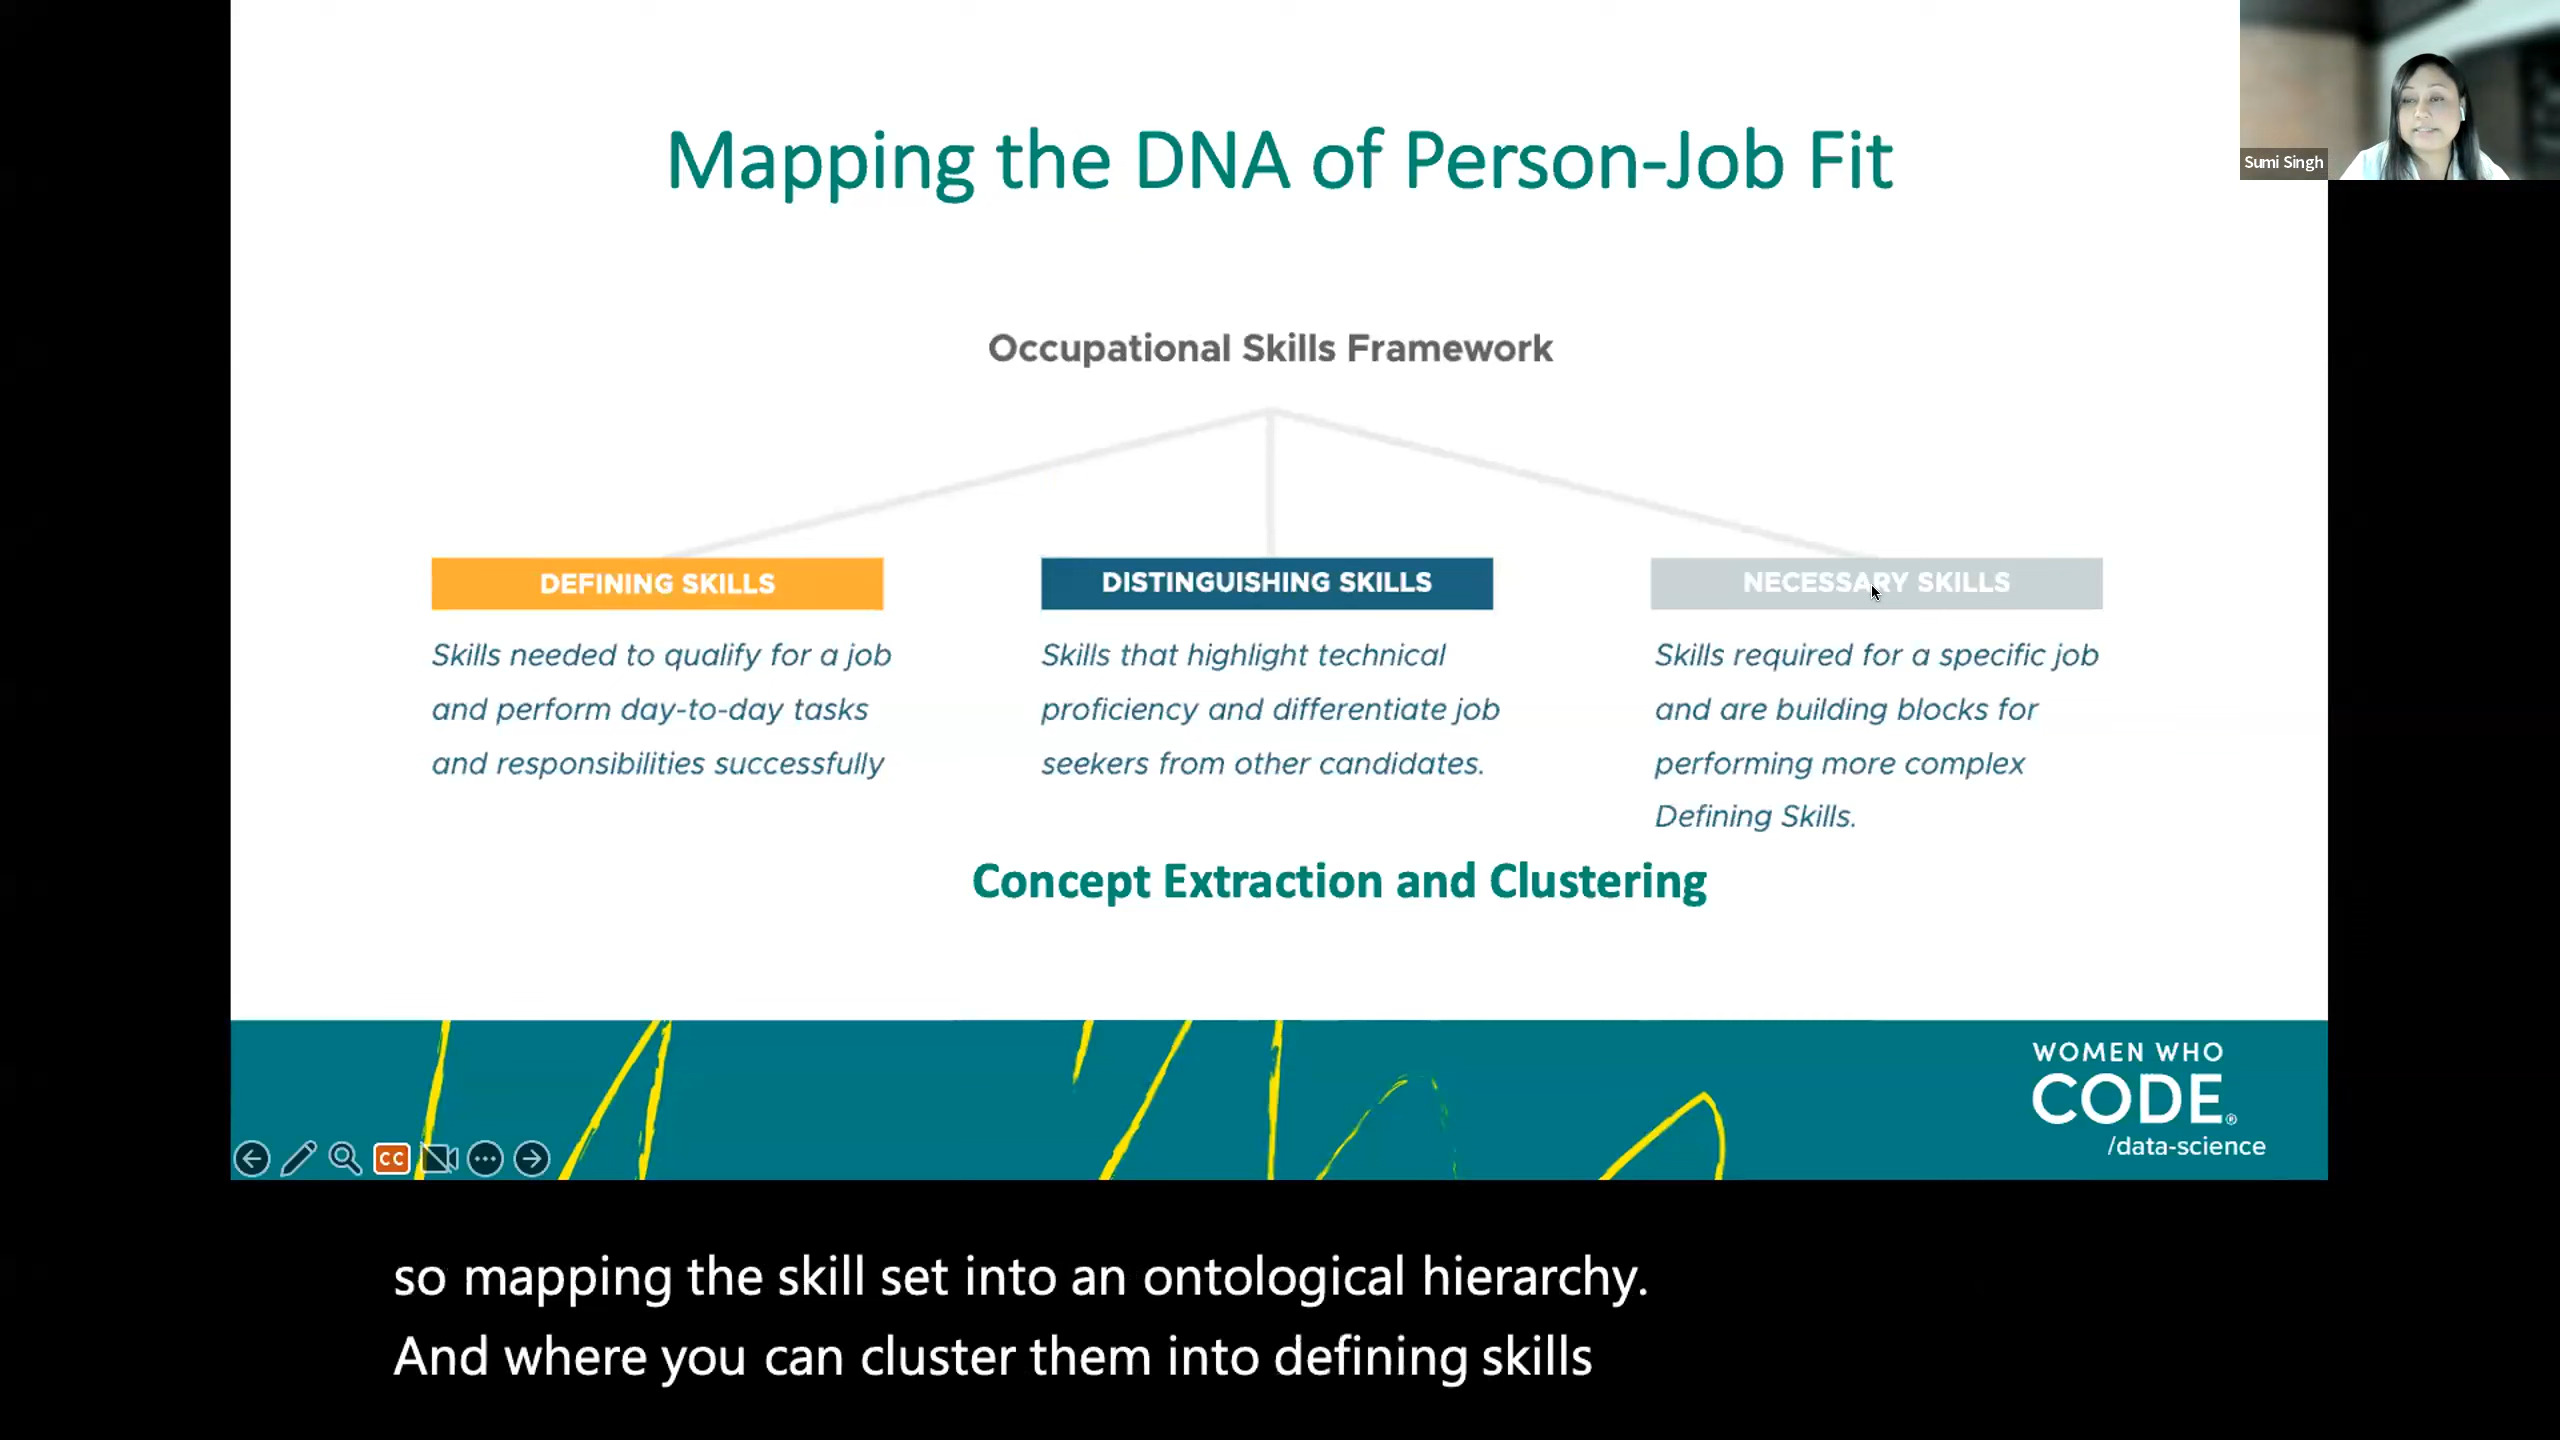 Mapping the DNA of Person-Job Fit
Sumi Singh
Occupational Skills Framework
DEFINING SKILLS
Skills needed to qualify for a job
and perform day-to-day tasks
and responsibilities successfully
DISTINGUISHING SKILLS
Skills that highlight technical
proficiency and differentiate job
seekers from other candidates.
NECESSARY SKILLS
Skills required for a specific job
and are building blocks for
performing more complex
Defining Skills.
Concept Extraction and Clustering
WOMEN WHO
CODE®
/data-science
CC
so mapping the skill set into an ontological hierarchy.
And where you can cluster them into defining skills